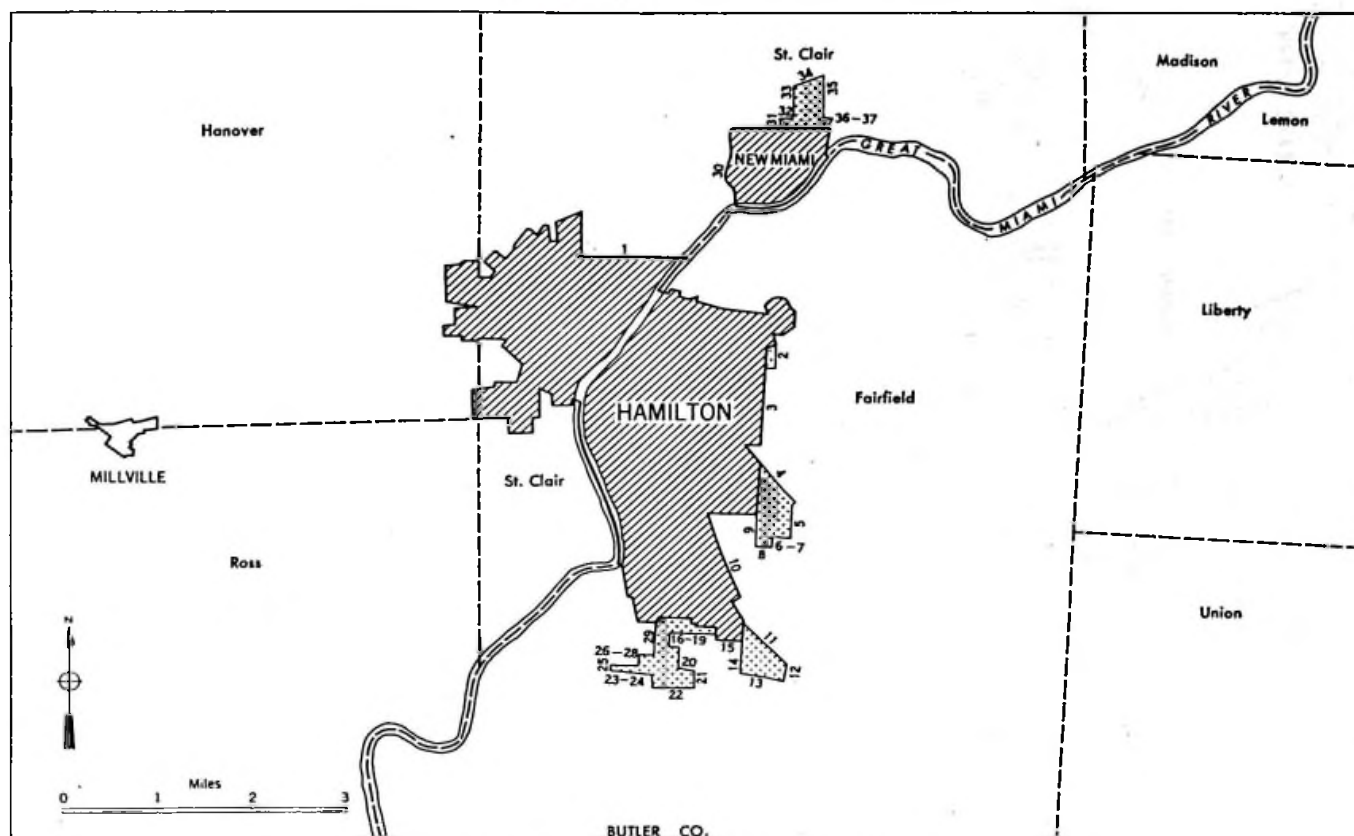 St. Clair
Madison
Hanover
Lemon
GREAT MIAMI RIVER
34
33
35
32
31
36-37
NEW MIAMI
30
1
Liberty
2
HAMILTON
3
Fairfield
MILLVILLE
St. Clair
4
5
9
6-7
8
Ross
10
Union
N
29
16-19
15
11
26-28
25
20
14
12
23-24
21
13
22
Miles
0 1 2 3
BUTLER CO.